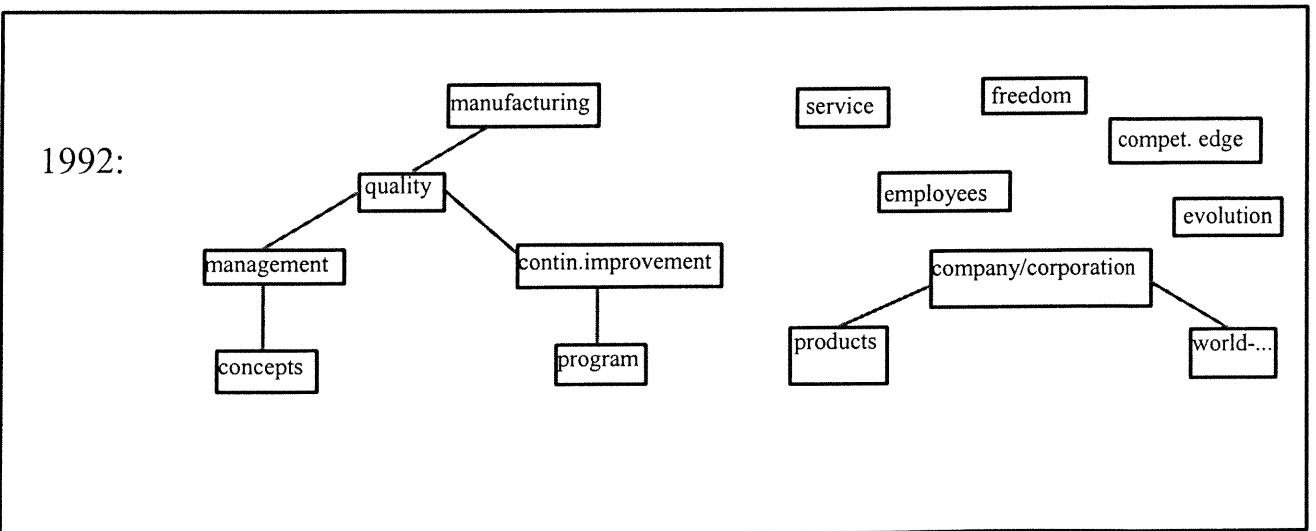 1992:
manufacturing
quality
management
contin.improvement
concepts
program
service
freedom
compet. edge
employees
evolution
company/corporation
products
world-...